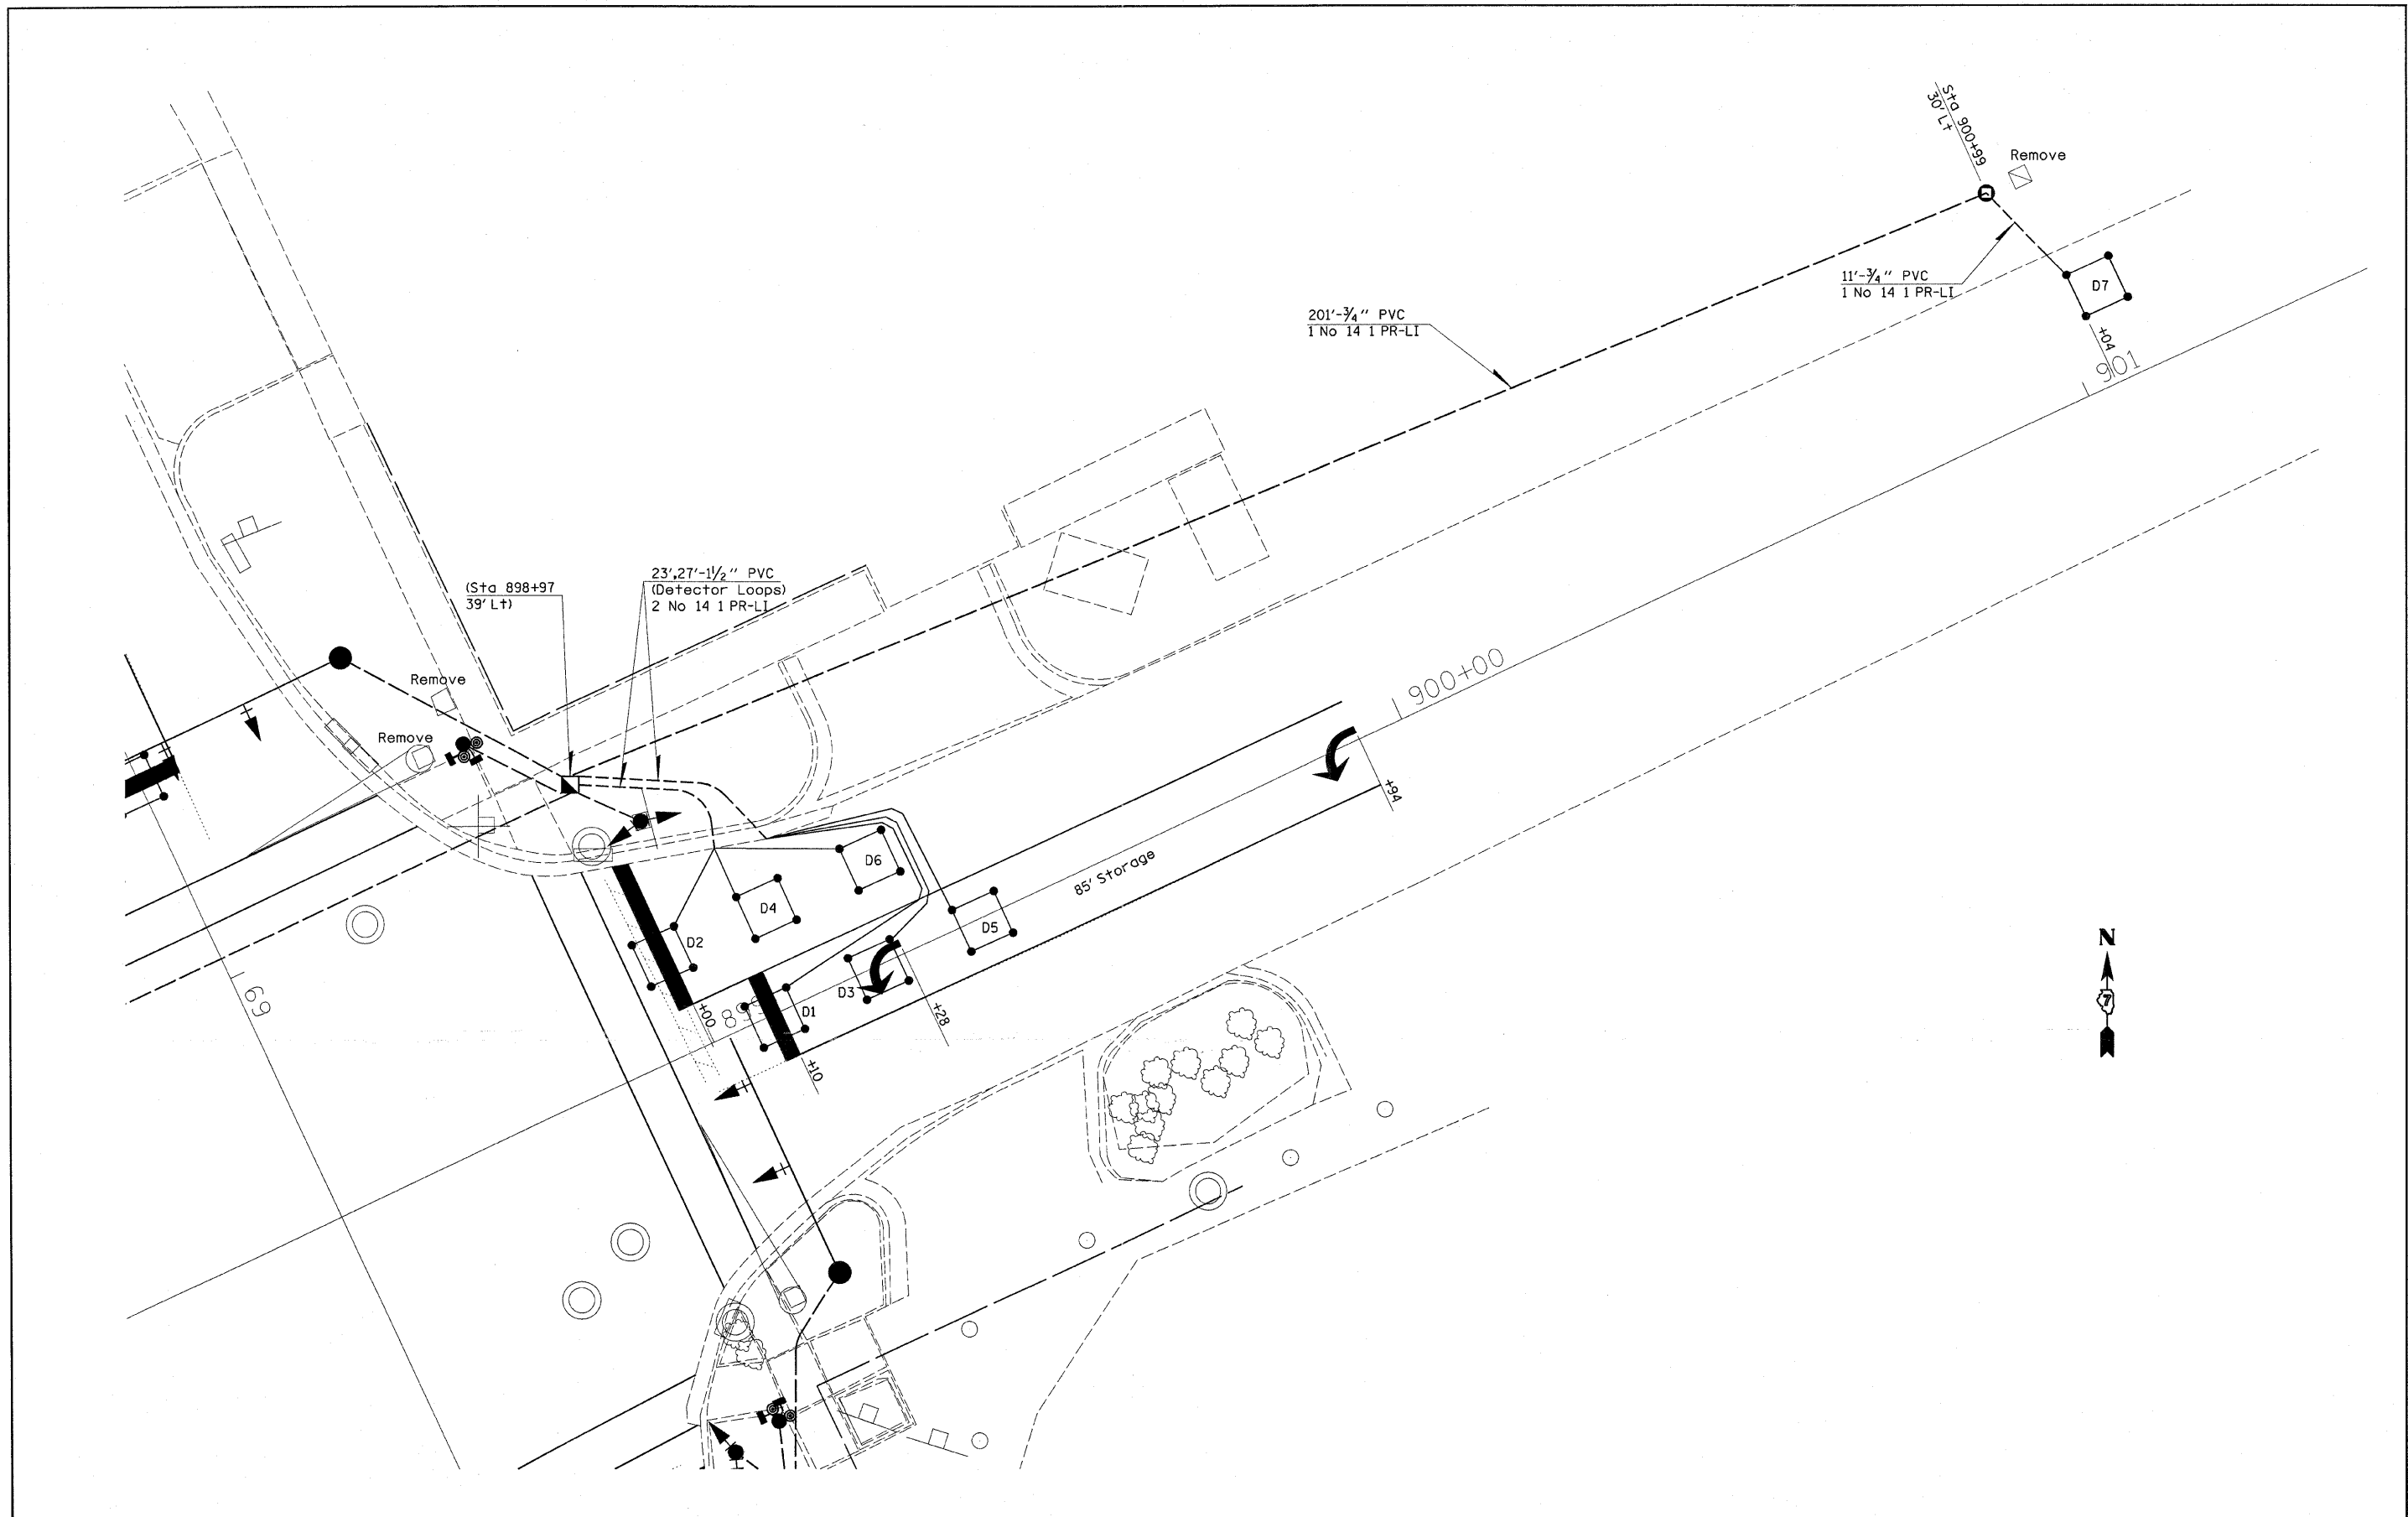 Sta 900+99
30' Lt
Remove
11'-3/4" PVC
1 No 14 1 PR-LI
D7
+04
901
201'-3/4" PVC
1 No 14 1 PR-LI
(Sta 898+97
39' Lt)
23',27'-1 1/2" PVC
(Detector Loops)
2 No 14 1 PR-LI
Remove
Remove
900+00
+94
85' Storage
D6
D4
D5
D2
D3
D1
+00
+28
+10
69
N
7